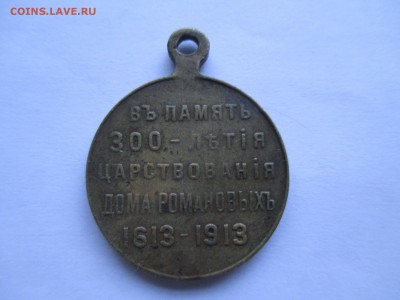 COINS.LAVE.RU
ВЪ ПАМЯТЬ
300.-ЛѢТІЯ
ЦАРСТВОВАНІЯ
ДОМА РОМАНОВЫХЪ
1613-1913